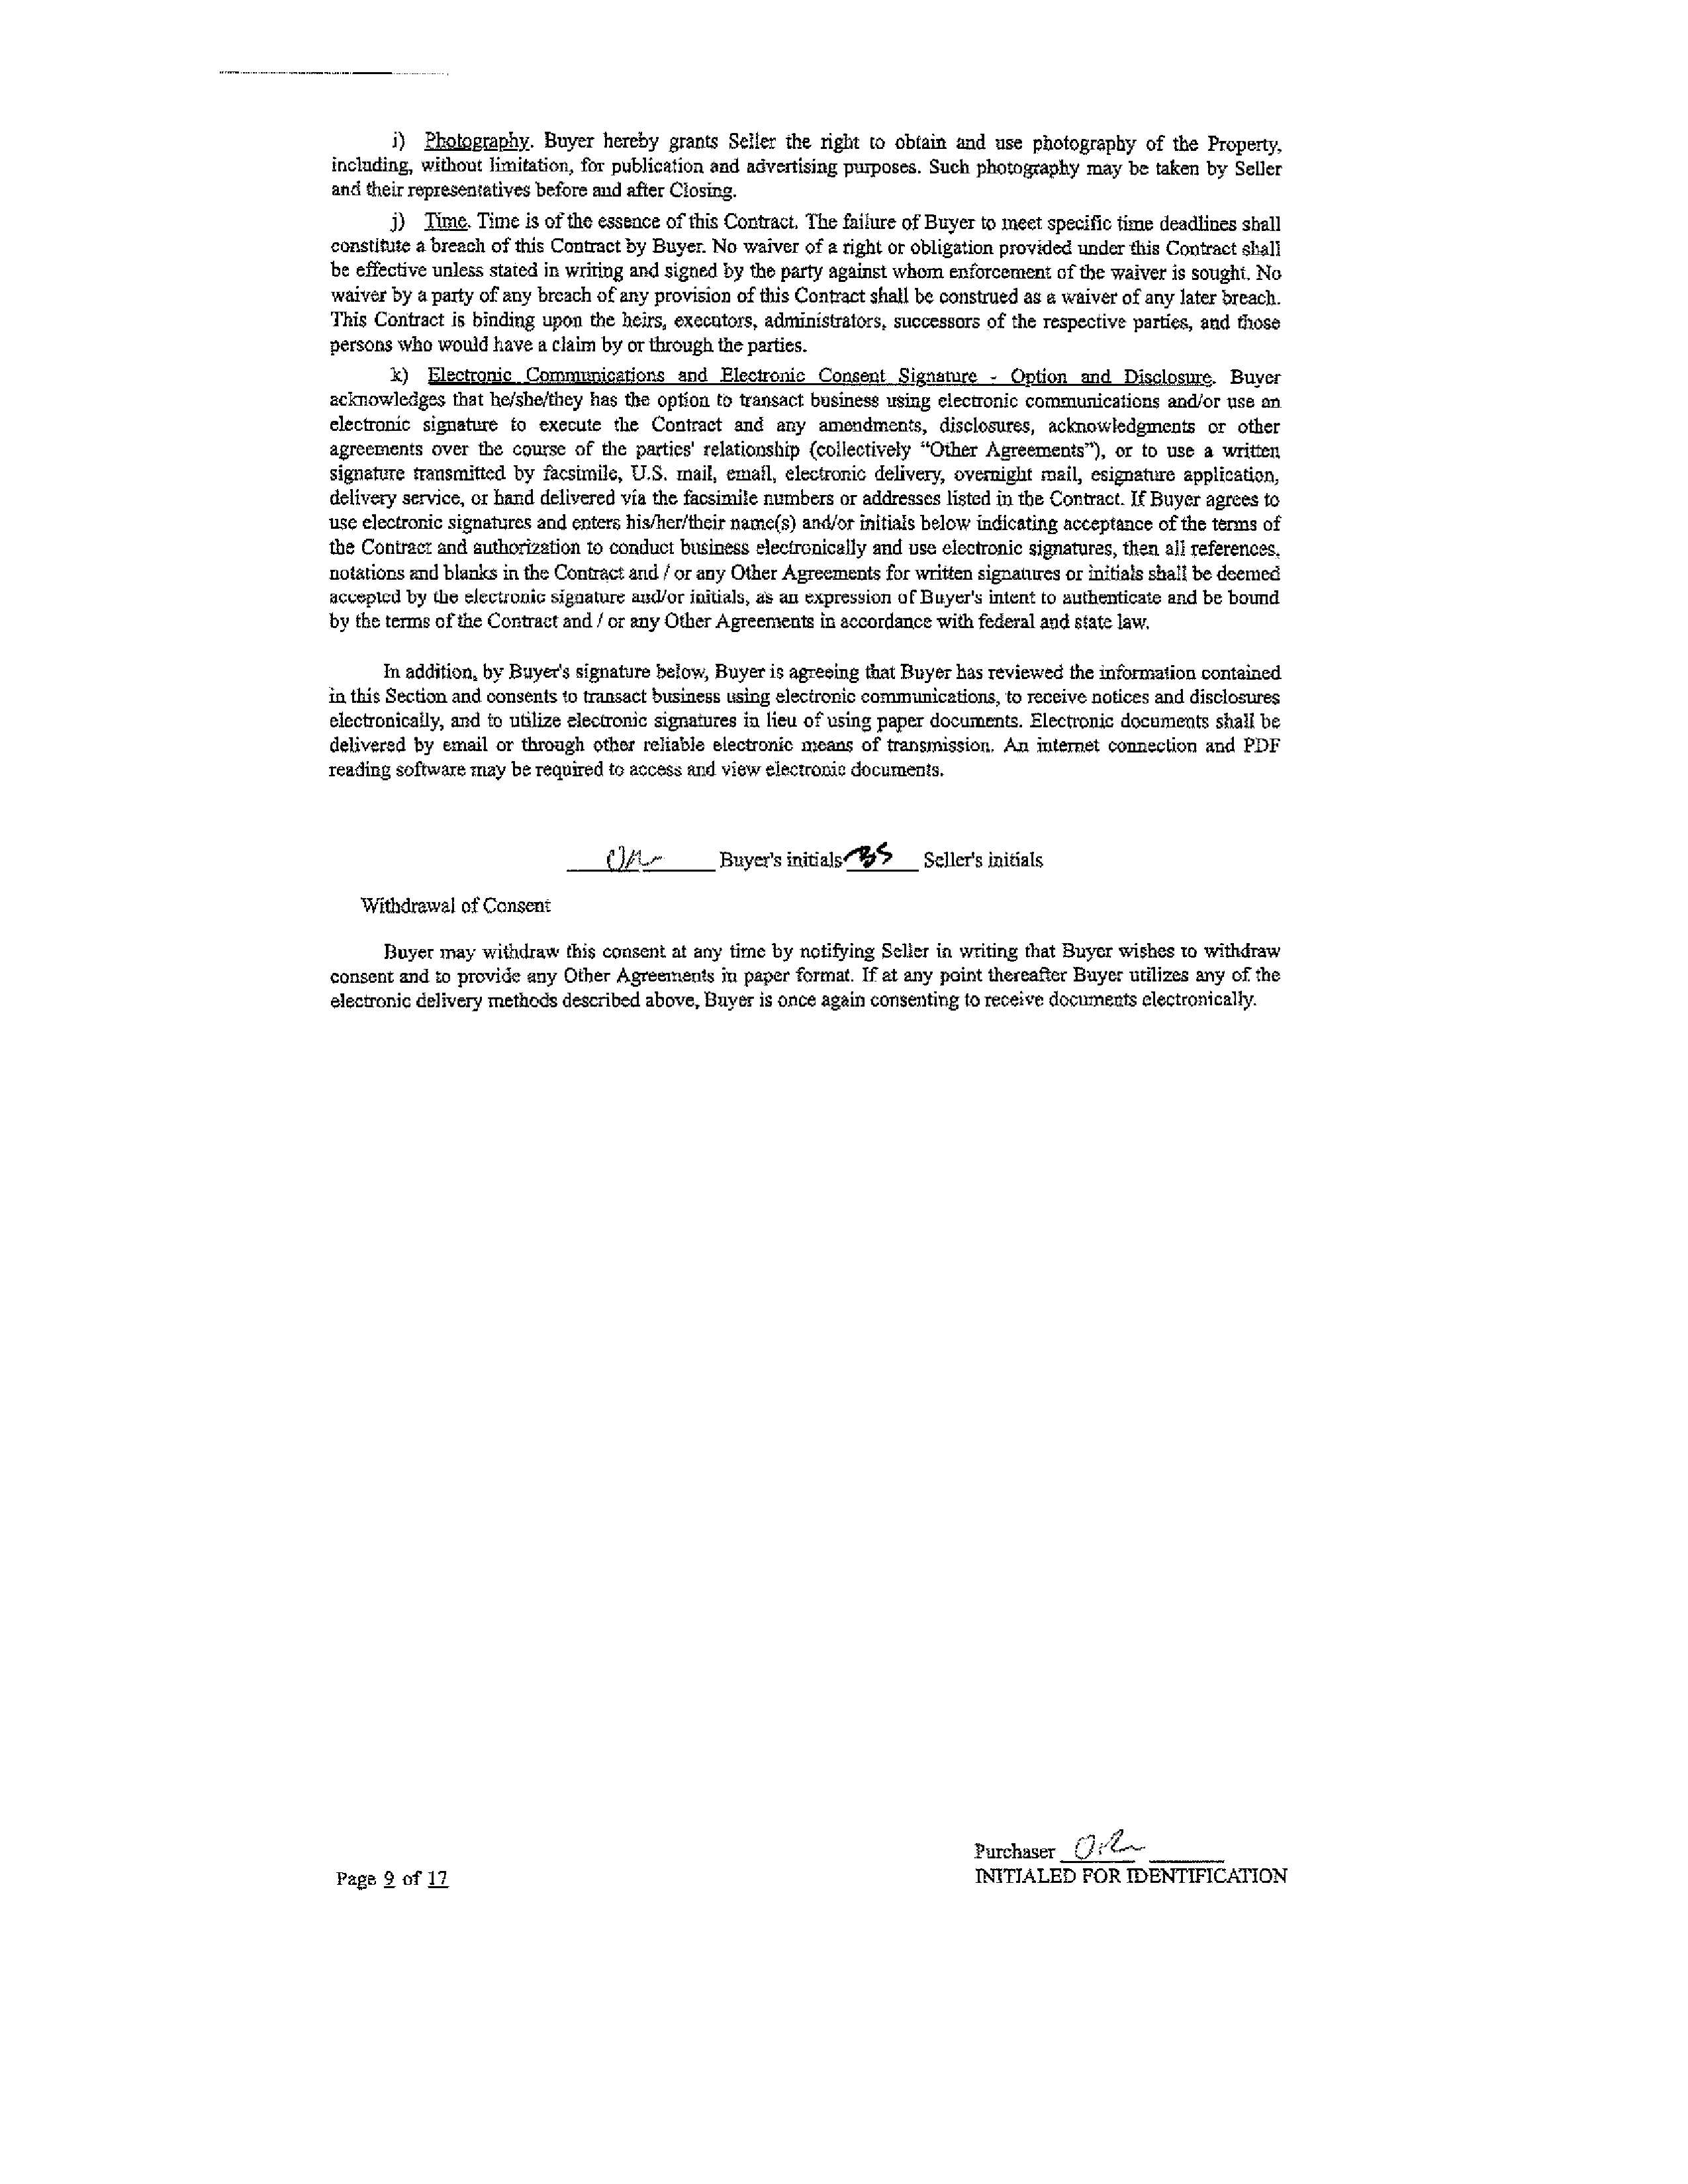 i) Photography. Buyer hereby grants Seller the right to obtain and use photography of the Property,
including, without limitation, for publication and advertising purposes. Such photography may be taken by Seller
and their representatives before and after Closing.
j) Time. Time is of the essence of this Contract. The failure of Buyer to meet specific time deadlines shall
constitute a breach of this Contract by Buyer. No waiver of a right or obligation provided under this Contract shall
be effective unless stated in writing and signed by the party against whom enforcement of the waiver is sought. No
waiver by a party of any breach of any provision of this Contract shall be construed as a waiver of any later breach.
This Contract is binding upon the heirs, executors, administrators, successors of the respective parties, and those
persons who would have a claim by or through the parties.
k) Electronic Communications and Electronic Consent Signature - Option and Disclosure. Buyer
acknowledges that he/she/they has the option to transact business using electronic communications and/or use an
electronic signature to execute the Contract and any amendments, disclosures, acknowledgments or other
agreements over the course of the parties' relationship (collectively “Other Agreements”), or to use a written
signature transmitted by facsimile, U.S. mail, email, electronic delivery, overnight mail, esignature application,
delivery service, or hand delivered via the facsimile numbers or addresses listed in the Contract. If Buyer agrees to
use electronic signatures and enters his/her/their name(s) and/or initials below indicating acceptance of the terms of
the Contract and authorization to conduct business electronically and use electronic signatures, then all references,
notations and blanks in the Contract and / or any Other Agreements for written signatures or initials shall be deemed
accepted by the electronic signature and/or initials, as an expression of Buyer's intent to authenticate and be bound
by the terms of the Contract and / or any Other Agreements in accordance with federal and state law.
In addition, by Buyer's signature below, Buyer is agreeing that Buyer has reviewed the information contained
in this Section and consents to transact business using electronic communications, to receive notices and disclosures
electronically, and to utilize electronic signatures in lieu of using paper documents. Electronic documents shall be
delivered by email or through other reliable electronic means of transmission. An internet connection and PDF
reading software may be required to access and view electronic documents.
Buyer's initials BS Seller's initials
Withdrawal of Consent
Buyer may withdraw this consent at any time by notifying Seller in writing that Buyer wishes to withdraw
consent and to provide any Other Agreements in paper format. If at any point thereafter Buyer utilizes any of the
electronic delivery methods described above, Buyer is once again consenting to receive documents electronically.
Purchaser
INITIALED FOR IDENTIFICATION
Page 9 of 17